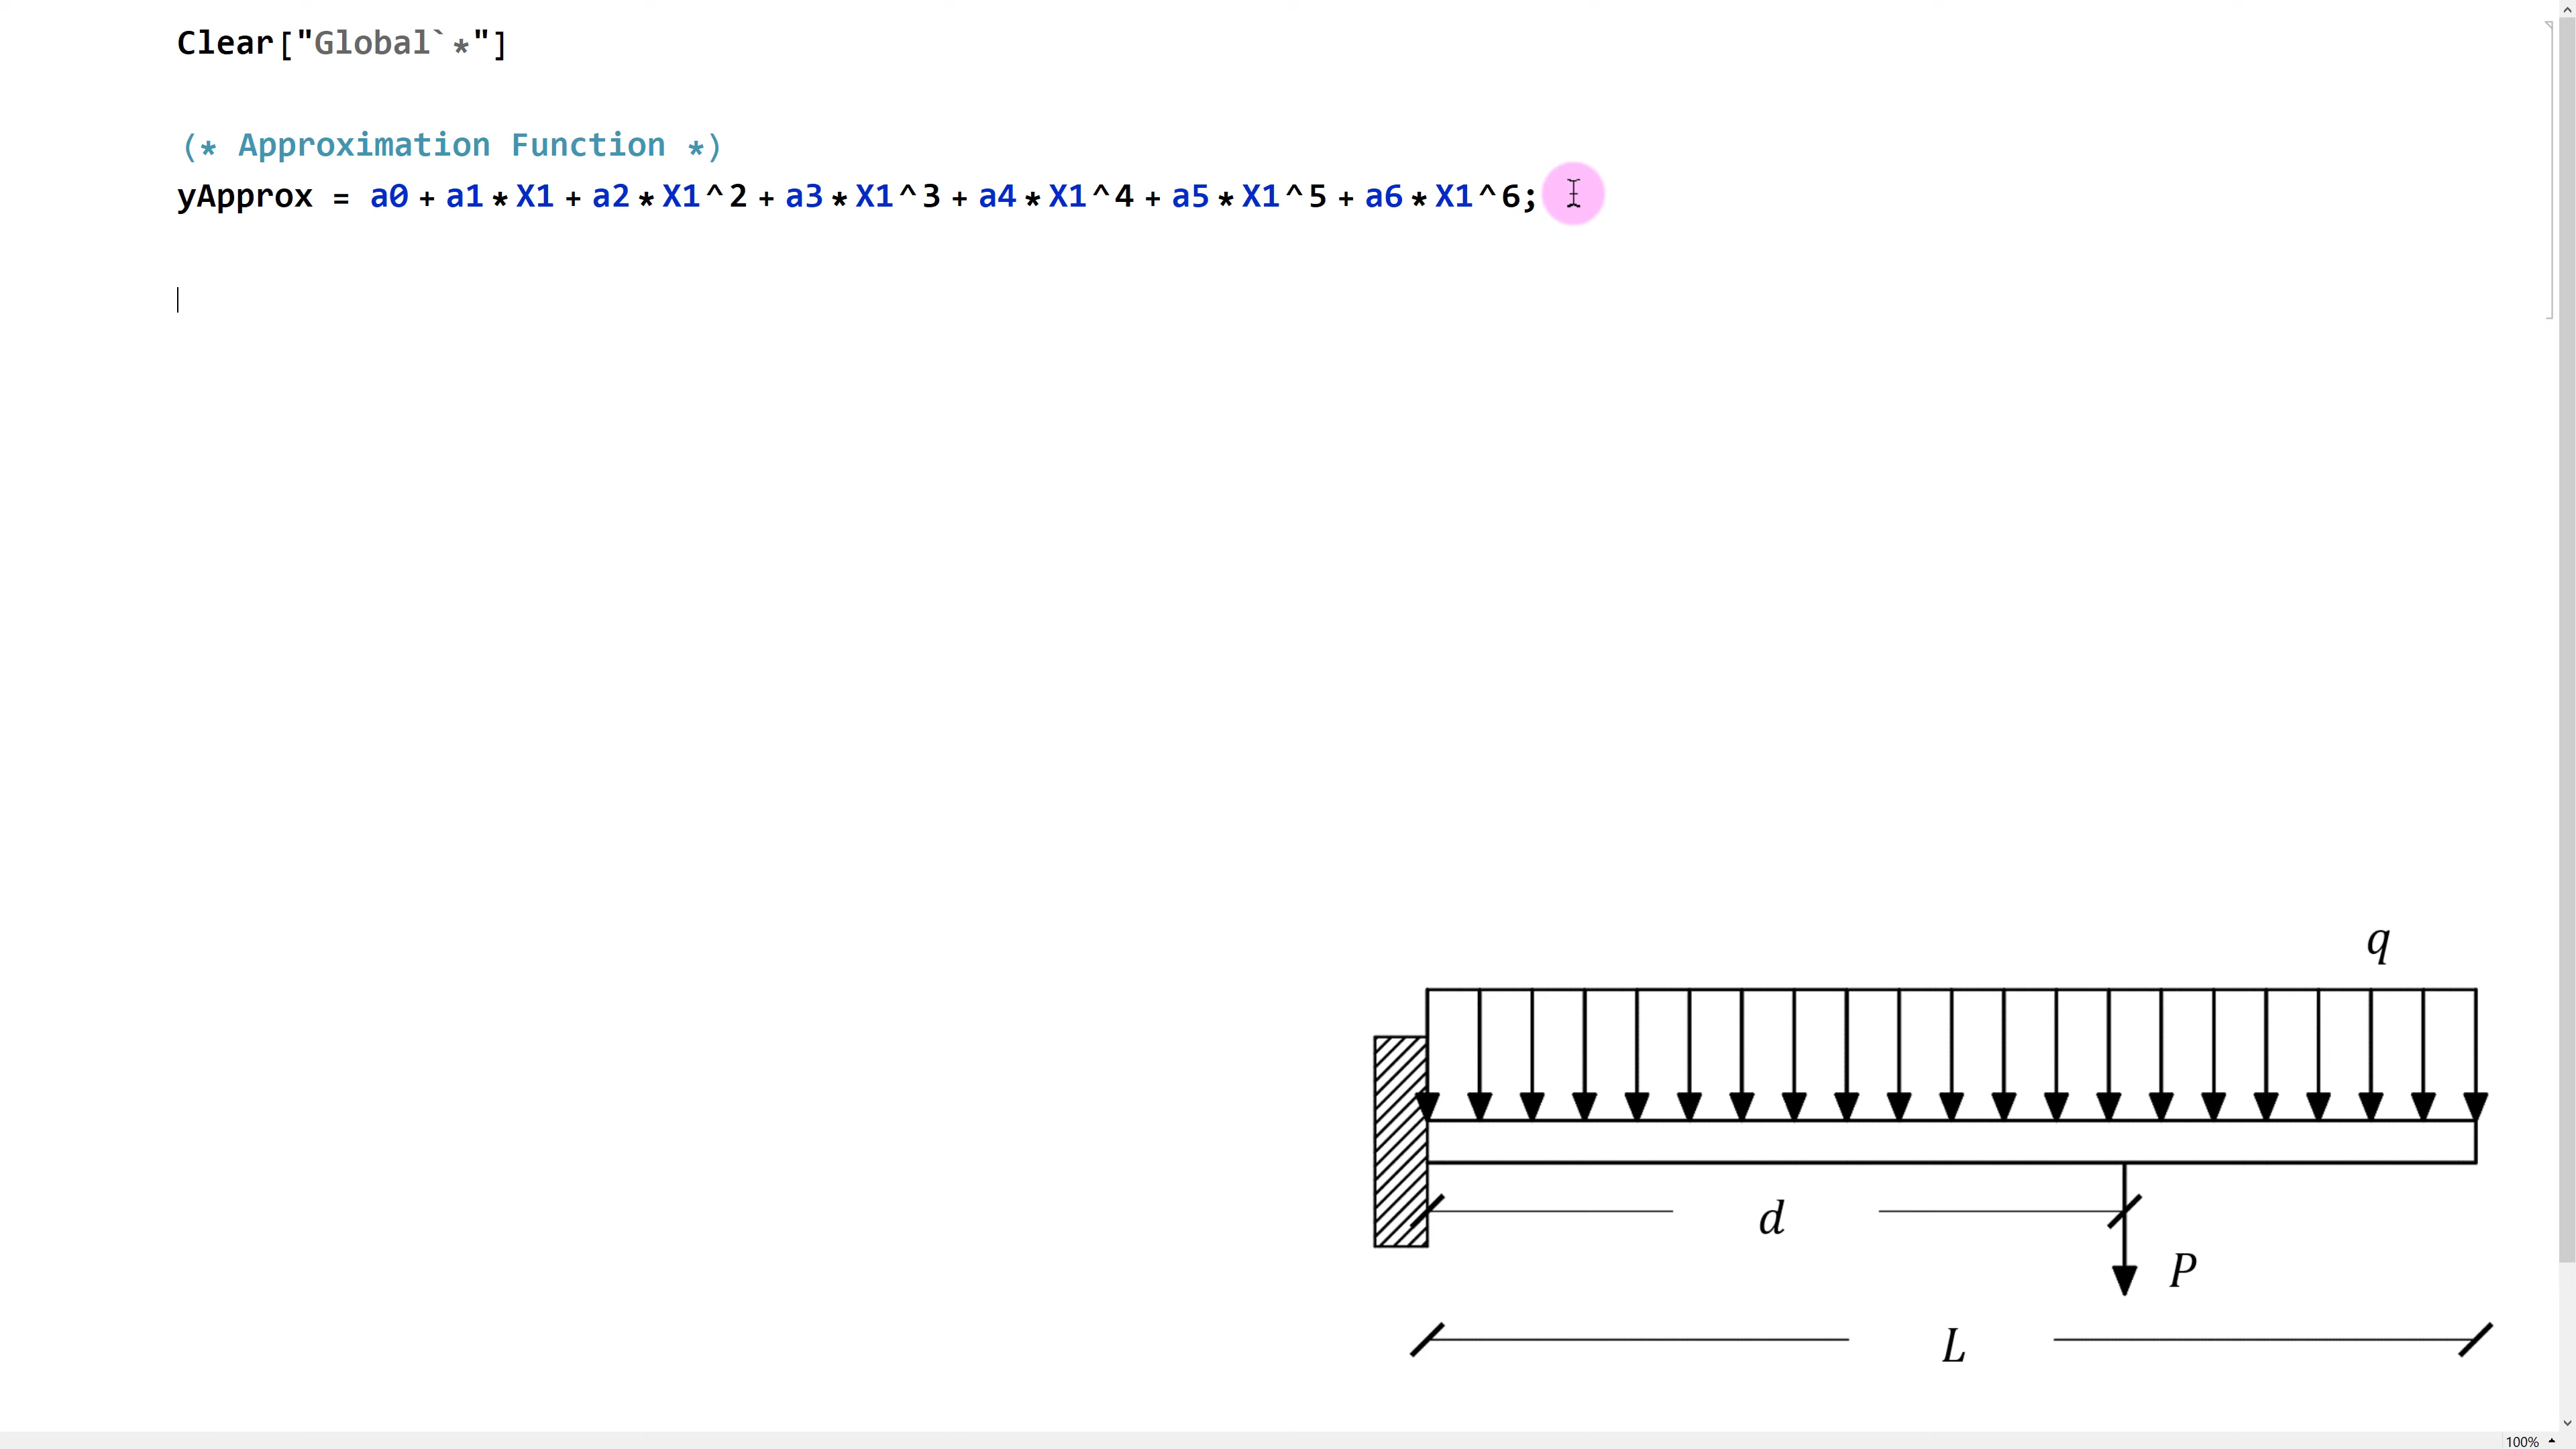 Clear["Global`*"]
(* Approximation Function *)
yApprox = a0 + a1 * X1 + a2 * X1^2 + a3 * X1^3 + a4 * X1^4 + a5 * X1^5 + a6 * X1^6;
q
d
P
L
100%